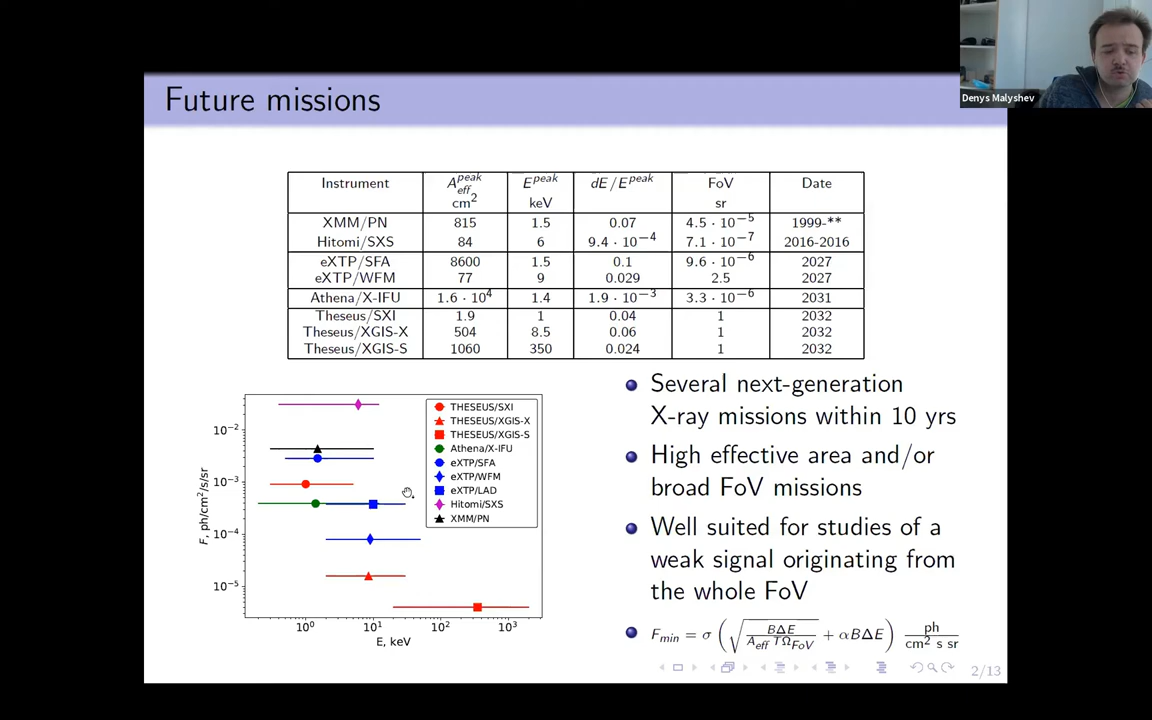 Denys Malyshev
Future missions
Instrument A_eff^peak E^peak dE/E^peak FoV Date
cm² keV sr
XMM/PN 815 1.5 0.07 4.5 · 10⁻⁵ 1999-**
Hitomi/SXS 84 6 9.4 · 10⁻⁴ 7.1 · 10⁻⁷ 2016-2016
eXTP/SFA 8600 1.5 0.1 9.6 · 10⁻⁶ 2027
eXTP/WFM 77 9 0.029 2.5 2027
Athena/X-IFU 1.6 · 10⁴ 1.4 1.9 · 10⁻³ 3.3 · 10⁻⁶ 2031
Theseus/SXI 1.9 1 0.04 1 2032
Theseus/XGIS-X 504 8.5 0.06 1 2032
Theseus/XGIS-S 1060 350 0.024 1 2032
F, ph/cm²/s/sr
10⁻²
10⁻³
10⁻⁴
10⁻⁵
10⁰ 10¹ 10² 10³
E, keV
THESEUS/SXI
THESEUS/XGIS-X
THESEUS/XGIS-S
Athena/X-IFU
eXTP/SFA
eXTP/WFM
eXTP/LAD
Hitomi/SXS
XMM/PN
Several next-generation
X-ray missions within 10 yrs
High effective area and/or
broad FoV missions
Well suited for studies of a
weak signal originating from
the whole FoV
F_min = σ (√(BΔE / A_eff TΩ_FoV) + αBΔE) ph / cm² s sr
2/13